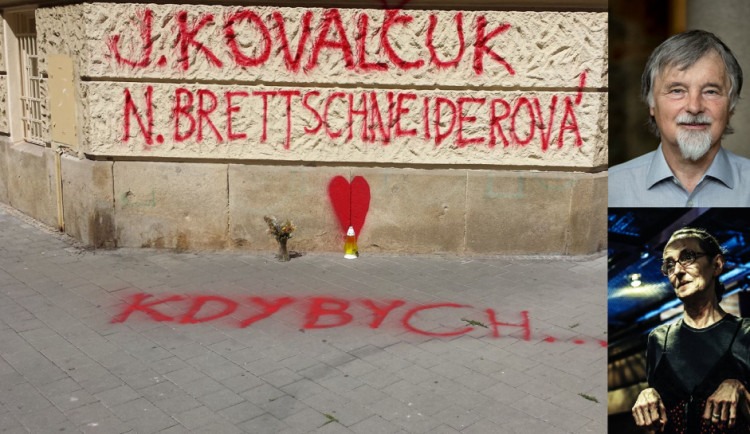 J. KOVALČUK
N. BRETTSCHNEIDEROVÁ
KDYBYCH...